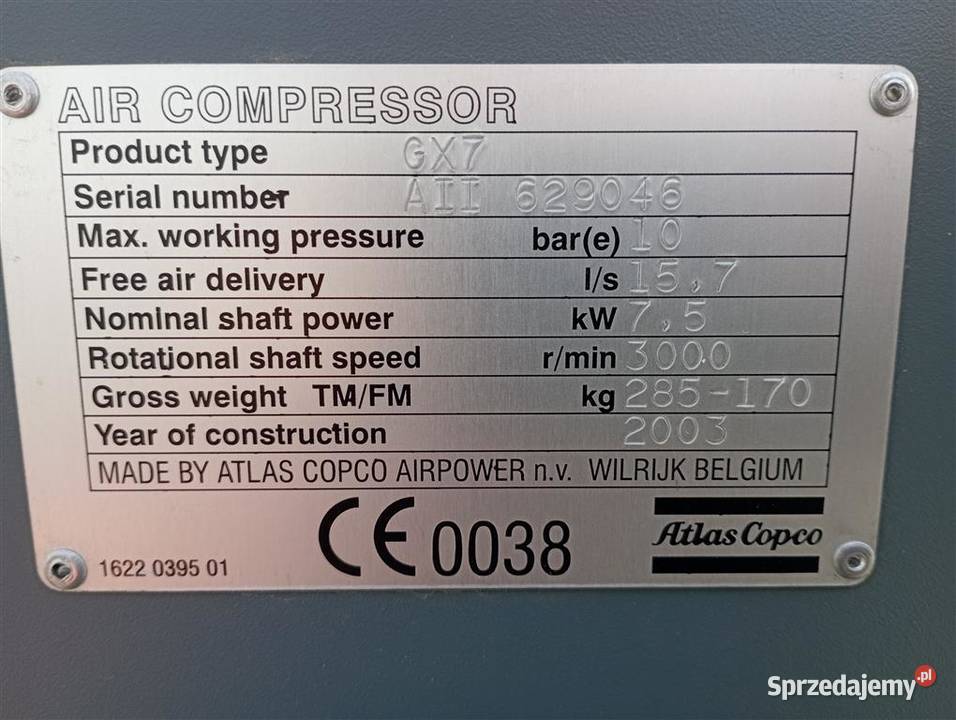 AIR COMPRESSOR
Product type GX7
Serial number AII 629046
Max. working pressure bar(e) 10
Free air delivery l/s 15,7
Nominal shaft power kW 7,5
Rotational shaft speed r/min 3000
Gross weight TM/FM kg 285-170
Year of construction 2003
MADE BY ATLAS COPCO AIRPOWER n.v. WILRIJK BELGIUM
CE 0038
Atlas Copco
1622 0395 01
Sprzedajemy.pl